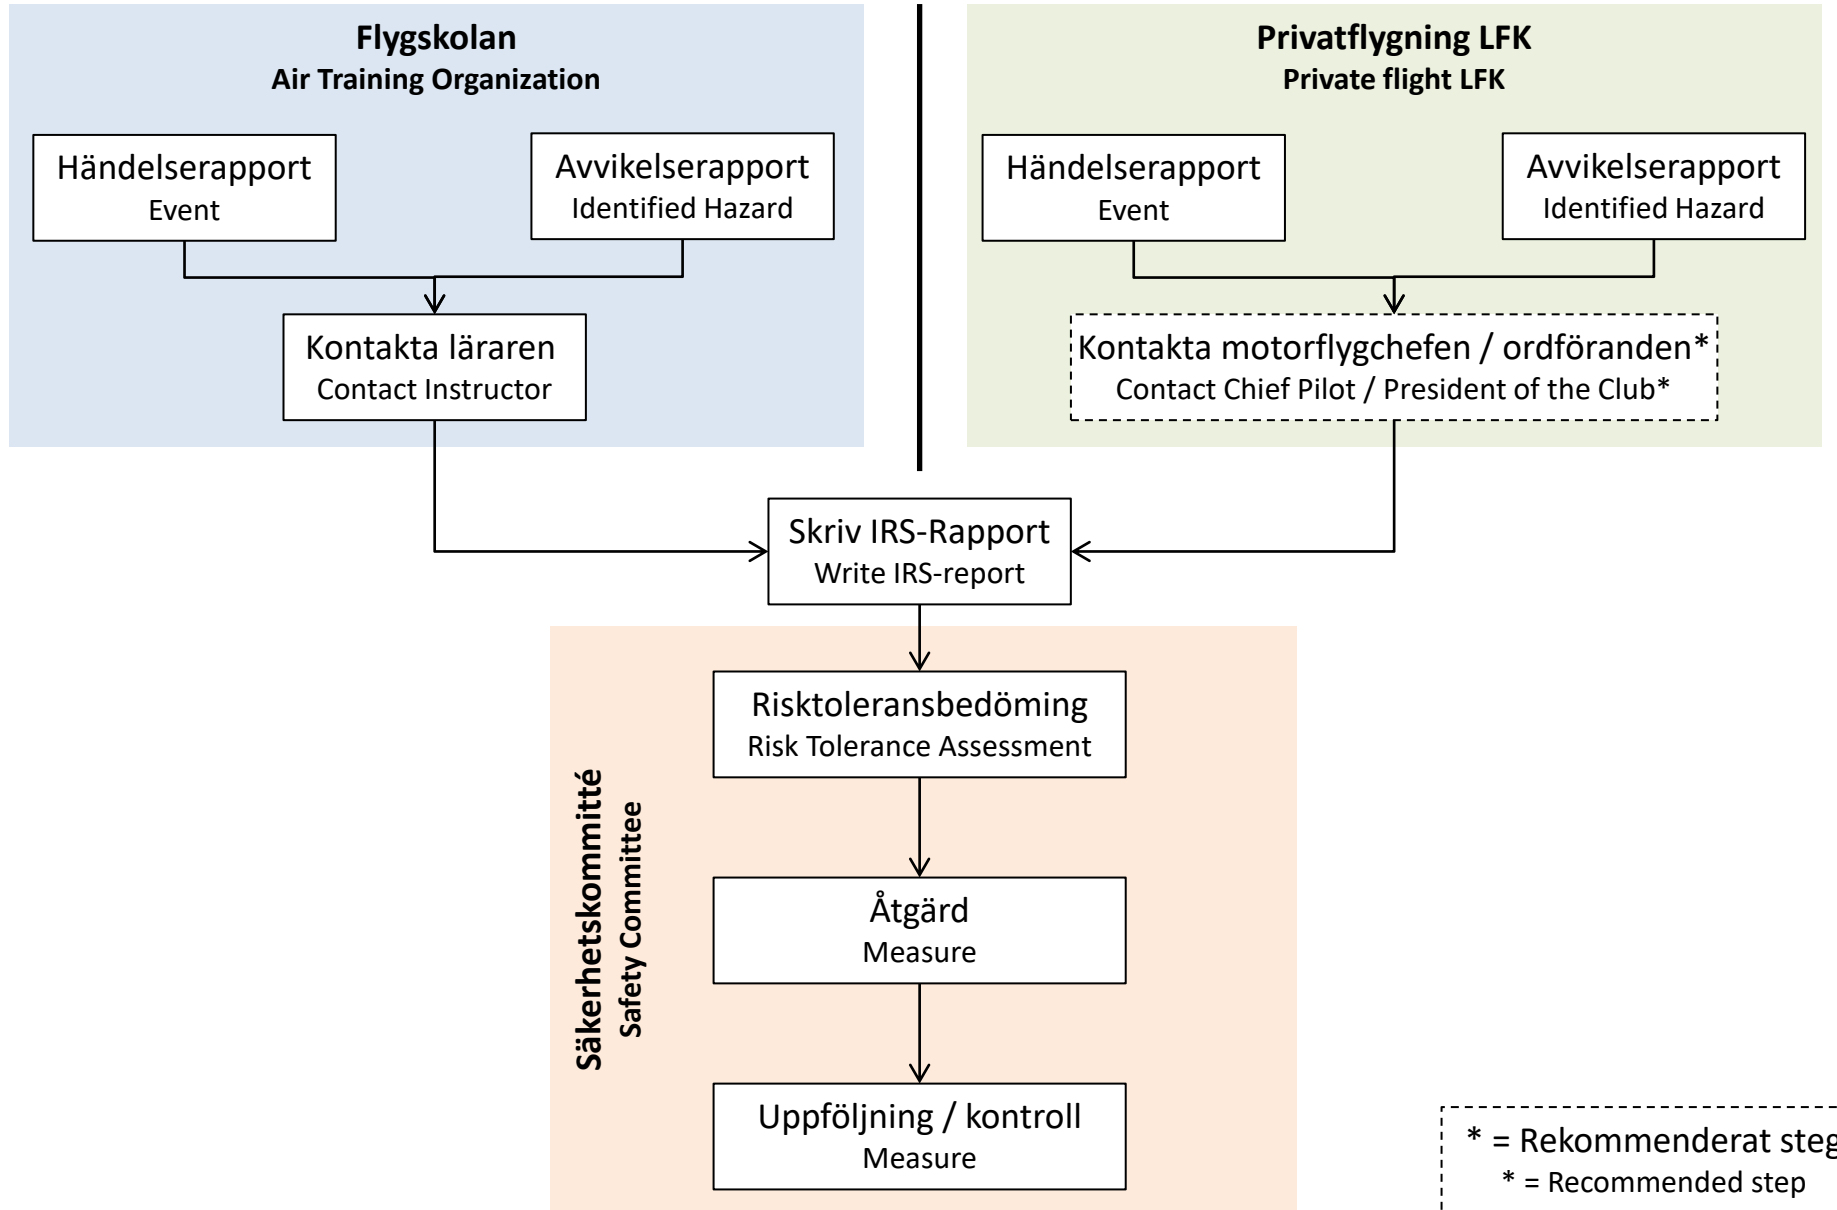 Flygskolan
Air Training Organization
Händelserapport
Event
Avvikelserapport
Identified Hazard
Kontakta läraren
Contact Instructor
Privatflygning LFK
Private flight LFK
Händelserapport
Event
Avvikelserapport
Identified Hazard
Kontakta motorflygchefen / ordföranden*
Contact Chief Pilot / President of the Club*
Skriv IRS-Rapport
Write IRS-report
Säkerhetskommitté
Safety Committee
Risktoleransbedöming
Risk Tolerance Assessment
Åtgärd
Measure
Uppföljning / kontroll
Measure
* = Rekommenderat steg
* = Recommended step